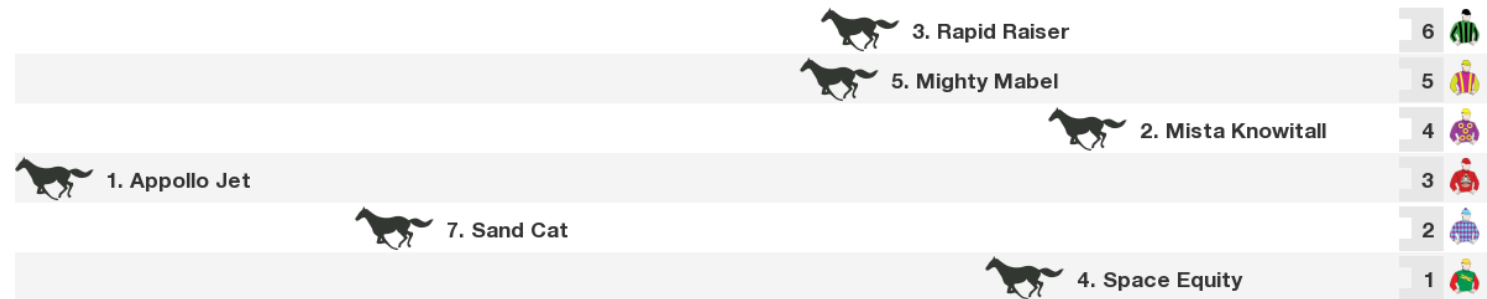 3. Rapid Raiser 6
5. Mighty Mabel 5
2. Mista Knowitall 4
1. Appollo Jet 3
7. Sand Cat 2
4. Space Equity 1